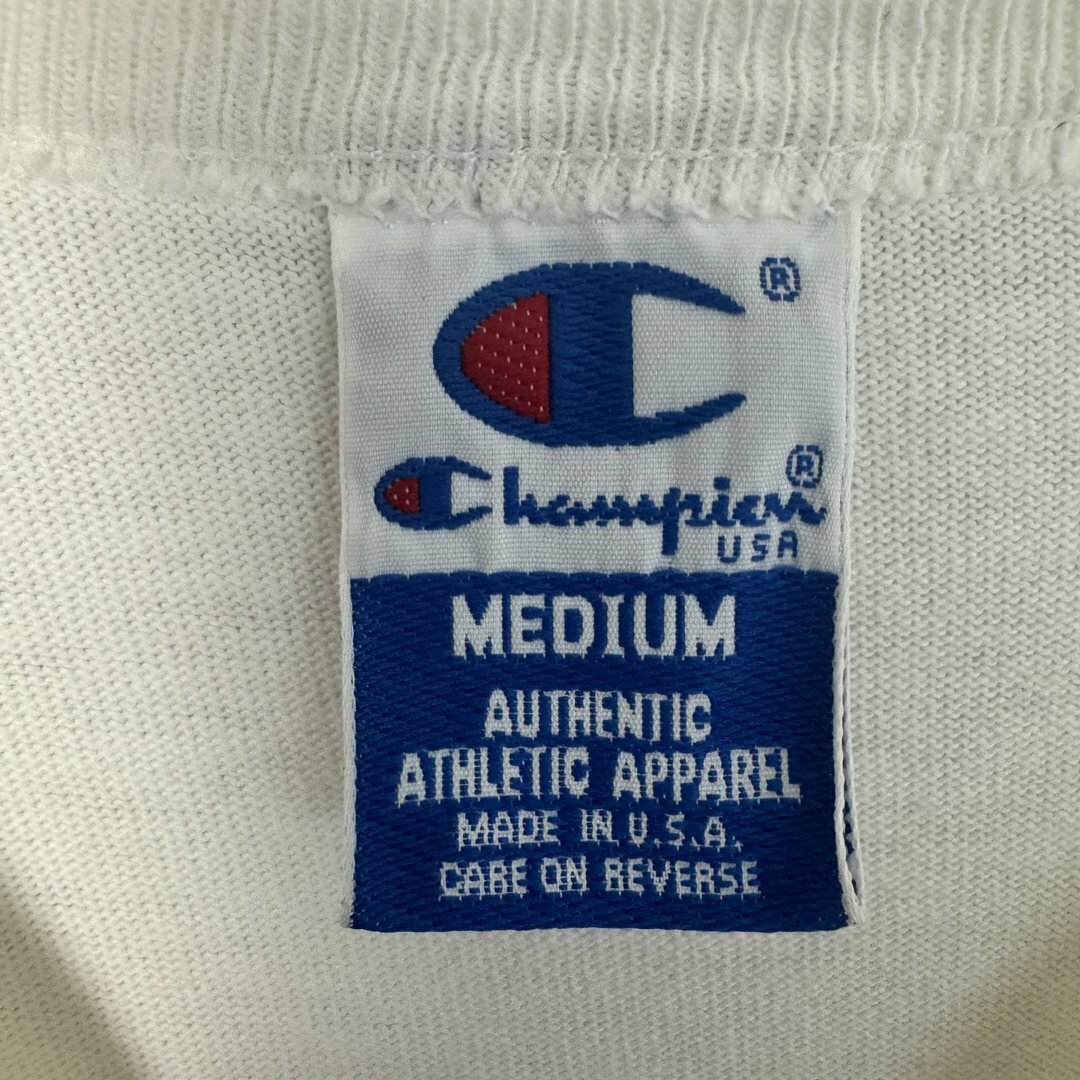 ®
Champion®
USA
MEDIUM
AUTHENTIC
ATHLETIC APPAREL
MADE IN U.S.A.
CARE ON REVERSE